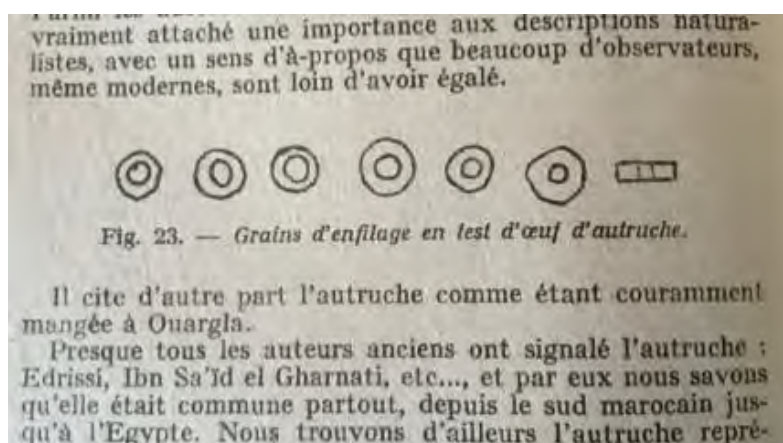 vraiment attaché une importance aux descriptions natura-
listes, avec un sens d'à-propos que beaucoup d'observateurs,
même modernes, sont loin d'avoir égalé.
Fig. 23. — Grains d'enfilage en test d'œuf d'autruche.
Il cite d'autre part l'autruche comme étant couramment
mangée à Ouargla.
Presque tous les auteurs anciens ont signalé l'autruche :
Edrissi, Ibn Sa'ïd el Gharnati, etc..., et par eux nous savons
qu'elle était commune partout, depuis le sud marocain jus-
qu'à l'Egypte. Nous trouvons d'ailleurs l'autruche repré-